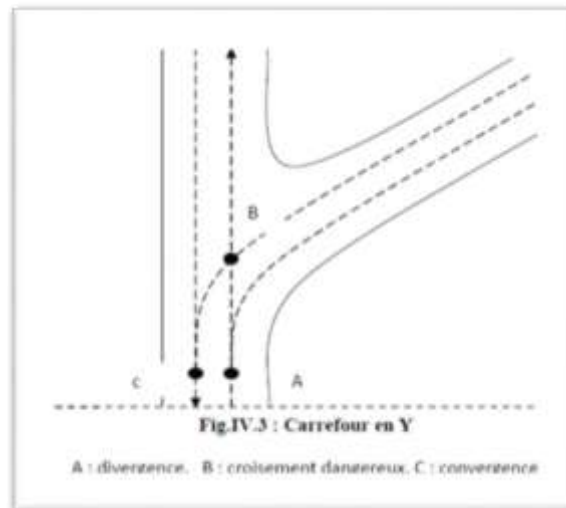 B
c
A
Fig.IV.3 : Carrefour en Y
A : divergence. B : croisement dangereux. C : convergence